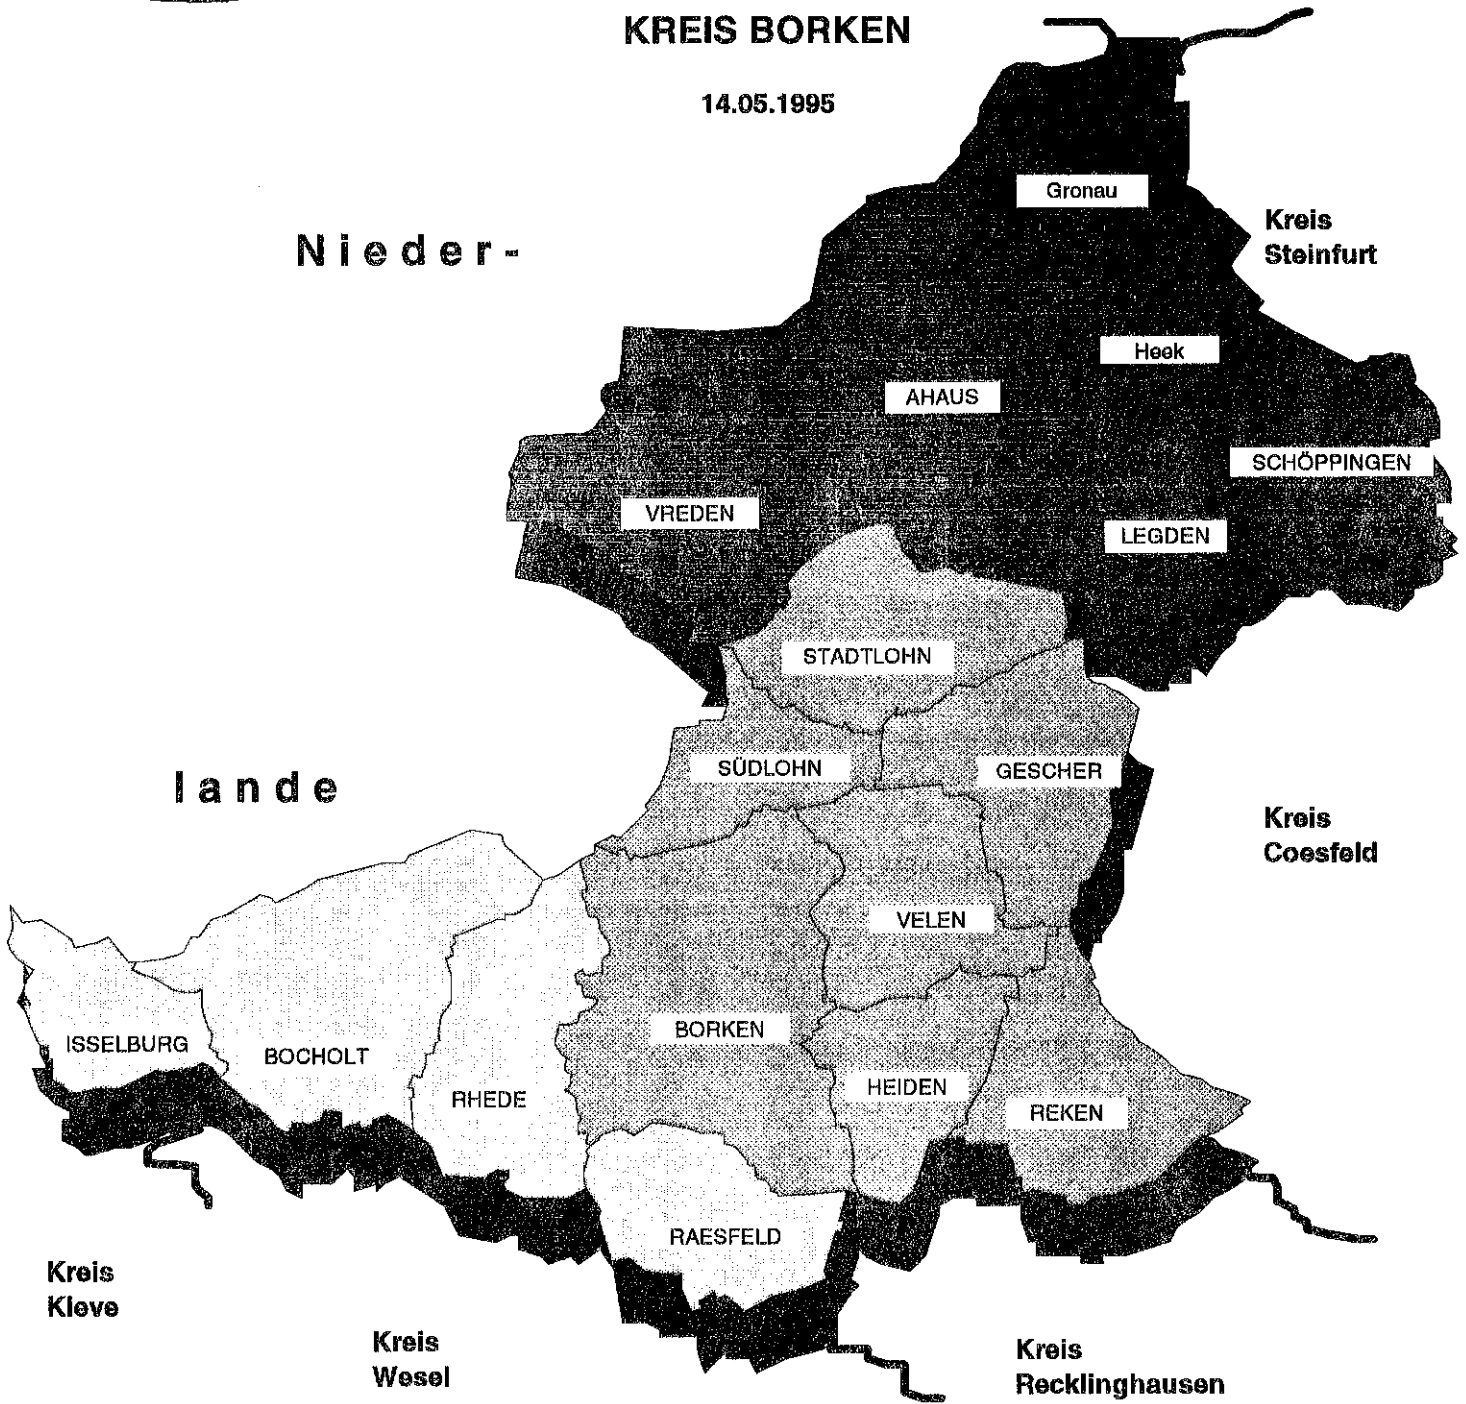 KREIS BORKEN
14.05.1995
Gronau
Kreis
Steinfurt
Nieder-
Heek
AHAUS
SCHÖPPINGEN
VREDEN
LEGDEN
STADTLOHN
SÜDLOHN
GESCHER
lande
Kreis
Coesfeld
VELEN
BORKEN
ISSELBURG
BOCHOLT
HEIDEN
RHEDE
REKEN
RAESFELD
Kreis
Kleve
Kreis
Wesel
Kreis
Recklinghausen